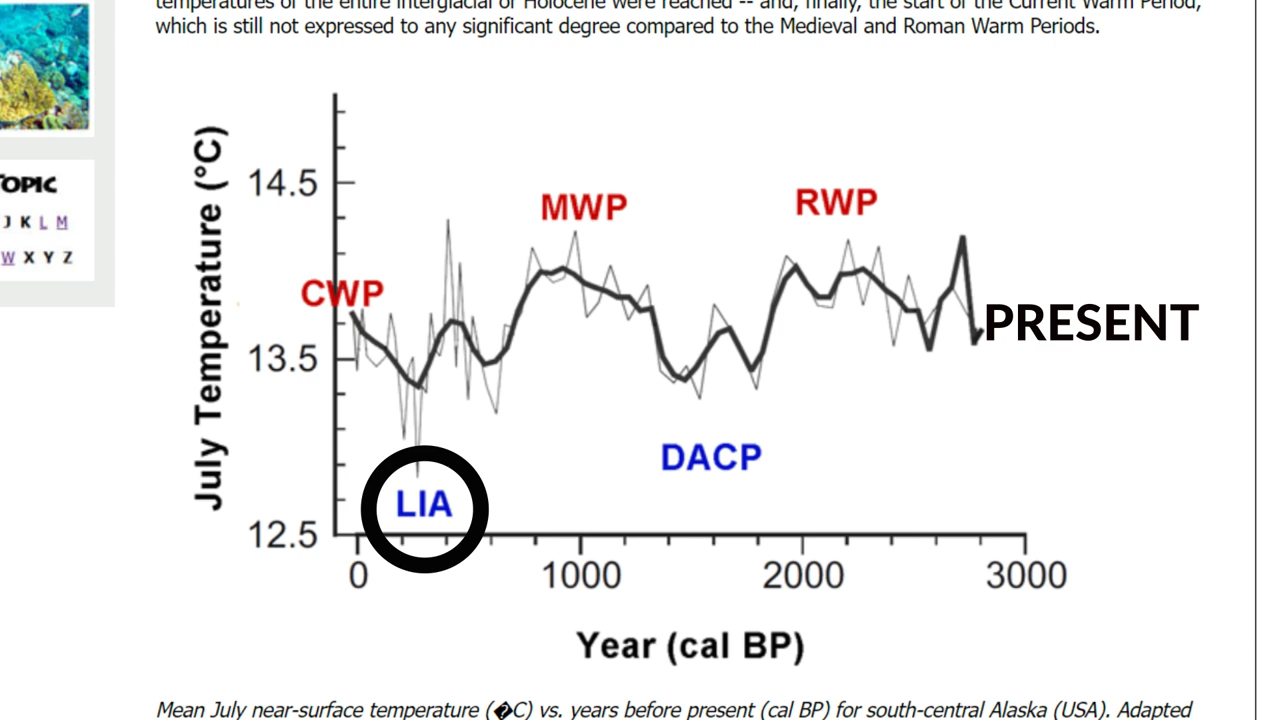 temperatures of the entire interglacial or Holocene were reached -- and, finally, the start of the Current Warm Period,
which is still not expressed to any significant degree compared to the Medieval and Roman Warm Periods.
TOPIC
J K L M
W X Y Z
July Temperature (°C)
14.5
13.5
12.5
CWP
MWP
RWP
PRESENT
LIA
DACP
0 1000 2000 3000
Year (cal BP)
Mean July near-surface temperature (�C) vs. years before present (cal BP) for south-central Alaska (USA). Adapted